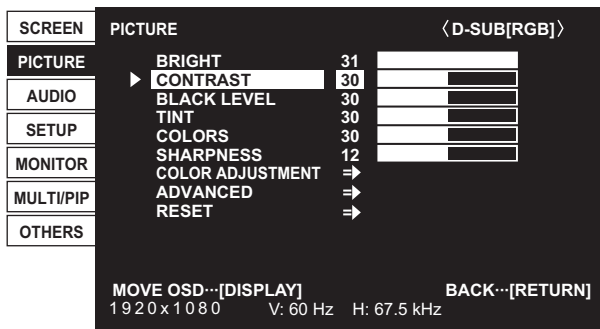 SCREEN
PICTURE
AUDIO
SETUP
MONITOR
MULTI/PIP
OTHERS
PICTURE 〈D-SUB[RGB]〉
BRIGHT 31
CONTRAST 30
BLACK LEVEL 30
TINT 30
COLORS 30
SHARPNESS 12
COLOR ADJUSTMENT
ADVANCED
RESET
MOVE OSD···[DISPLAY] BACK···[RETURN]
1920x1080 V: 60 Hz H: 67.5 kHz